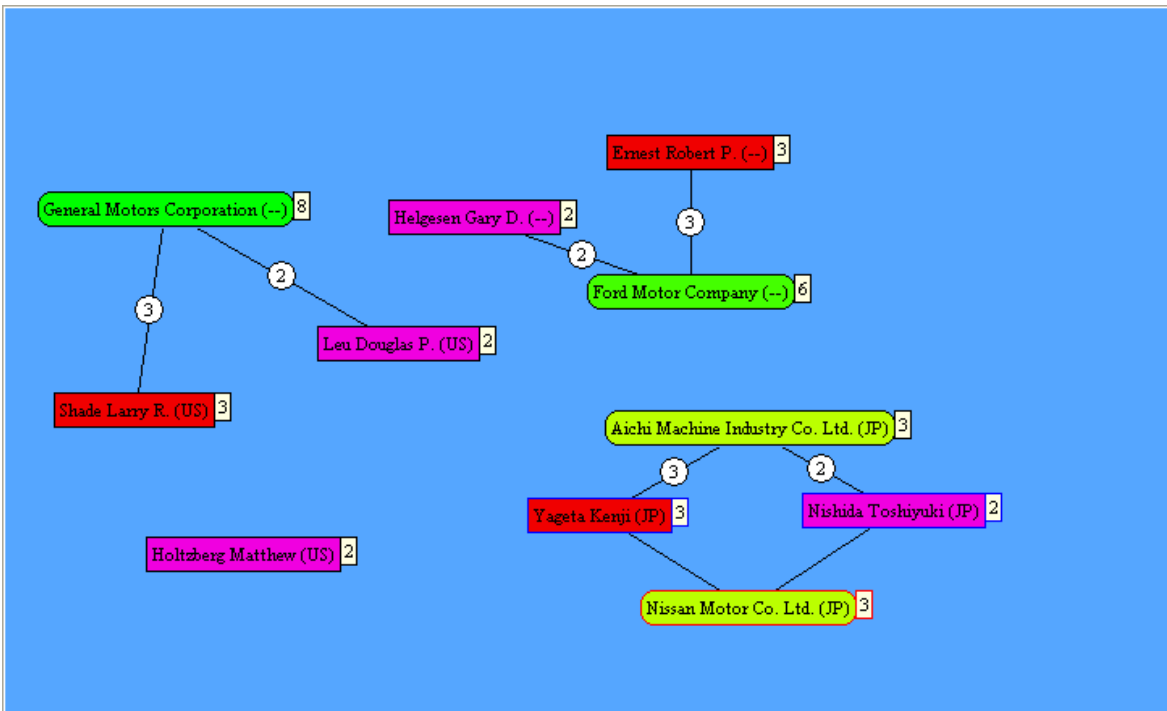 Ernest Robert P. (--) 3
General Motors Corporation (--) 8
Helgesen Gary D. (--) 2
3
2
2
Ford Motor Company (--) 6
3
Leu Douglas P. (US) 2
Shade Larry R. (US) 3
Aichi Machine Industry Co. Ltd. (JP) 3
3
2
Yageta Kenji (JP) 3
Nishida Toshiyuki (JP) 2
Holtzberg Matthew (US) 2
Nissan Motor Co. Ltd. (JP) 3